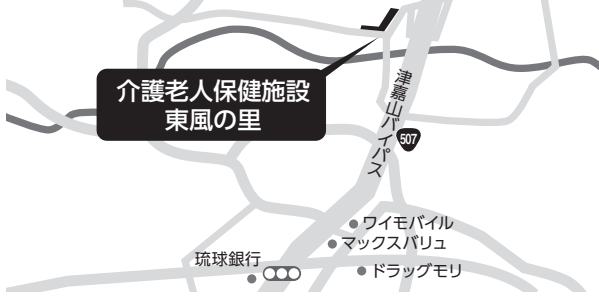 介護老人保健施設
東風の里
津嘉山バイパス
507
ワイモバイル
マックスバリュ
琉球銀行
ドラッグモリ